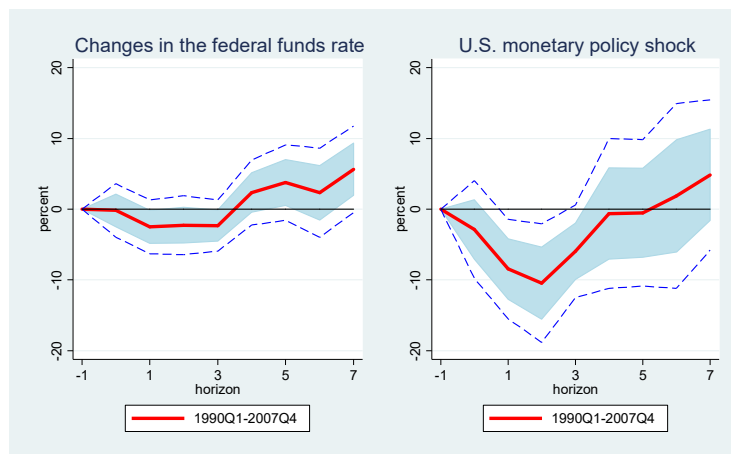 Changes in the federal funds rate
20
10
0
-10
-20
percent
-1
1
3
5
7
horizon
1990Q1-2007Q4
U.S. monetary policy shock
20
10
0
-10
-20
percent
-1
1
3
5
7
horizon
1990Q1-2007Q4